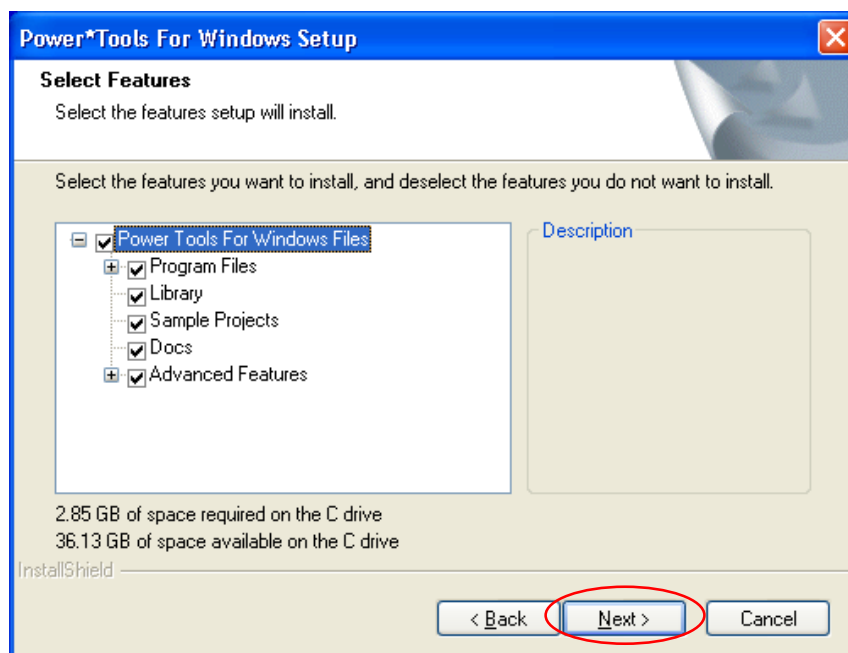 Power*Tools For Windows Setup
Select Features
Select the features setup will install.
Select the features you want to install, and deselect the features you do not want to install.
Power Tools For Windows Files
Program Files
Library
Sample Projects
Docs
Advanced Features
Description
2.85 GB of space required on the C drive
36.13 GB of space available on the C drive
InstallShield
< Back
Next >
Cancel